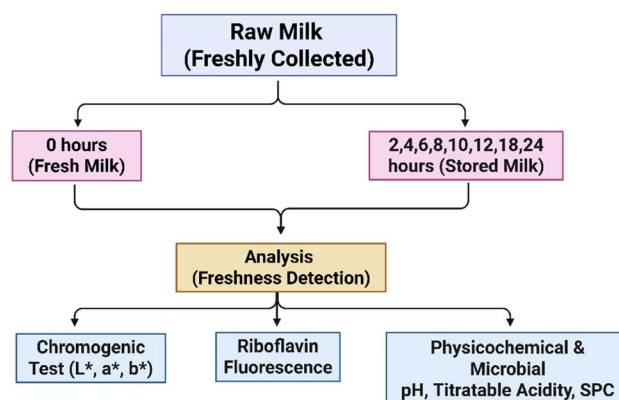 Raw Milk
(Freshly Collected)
0 hours
(Fresh Milk)
2,4,6,8,10,12,18,24
hours (Stored Milk)
Analysis
(Freshness Detection)
Chromogenic
Test (L*, a*, b*)
Riboflavin
Fluorescence
Physicochemical &
Microbial
pH, Titratable Acidity, SPC